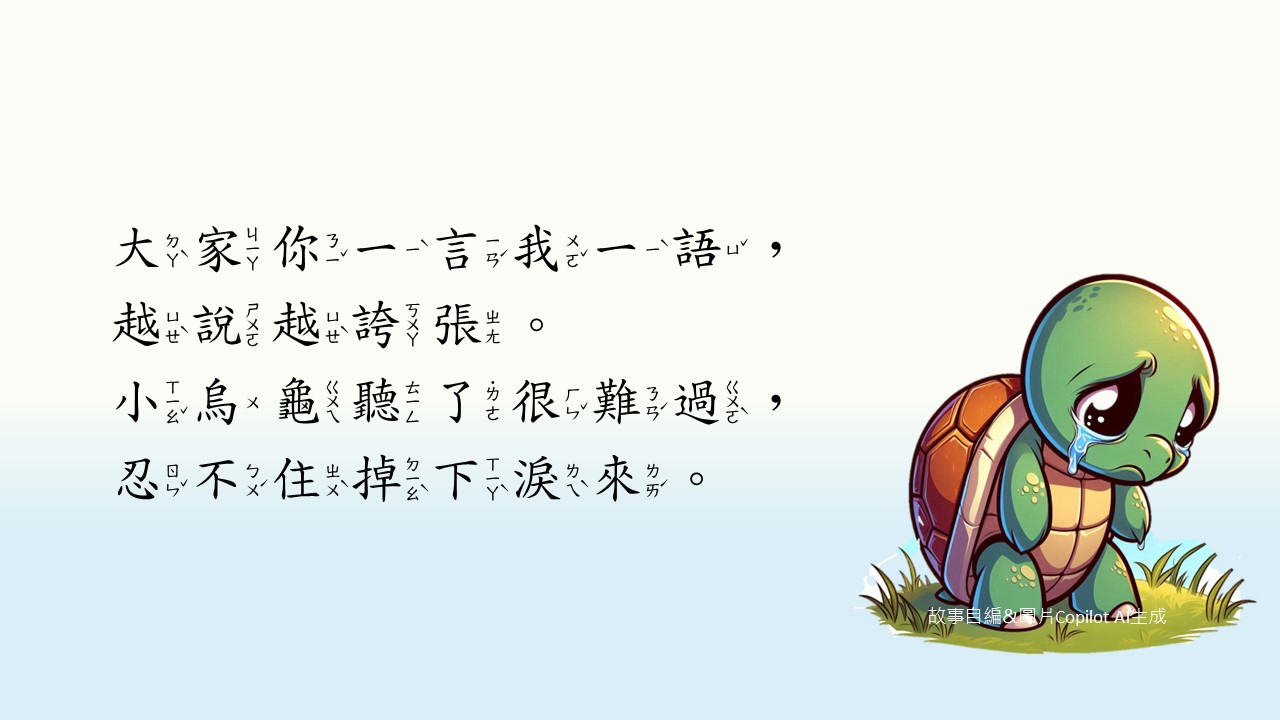 大家你一言我一語，
越說越誇張。
小烏龜聽了很難過，
忍不住掉下淚來。
故事自編&圖片Copilot AI生成